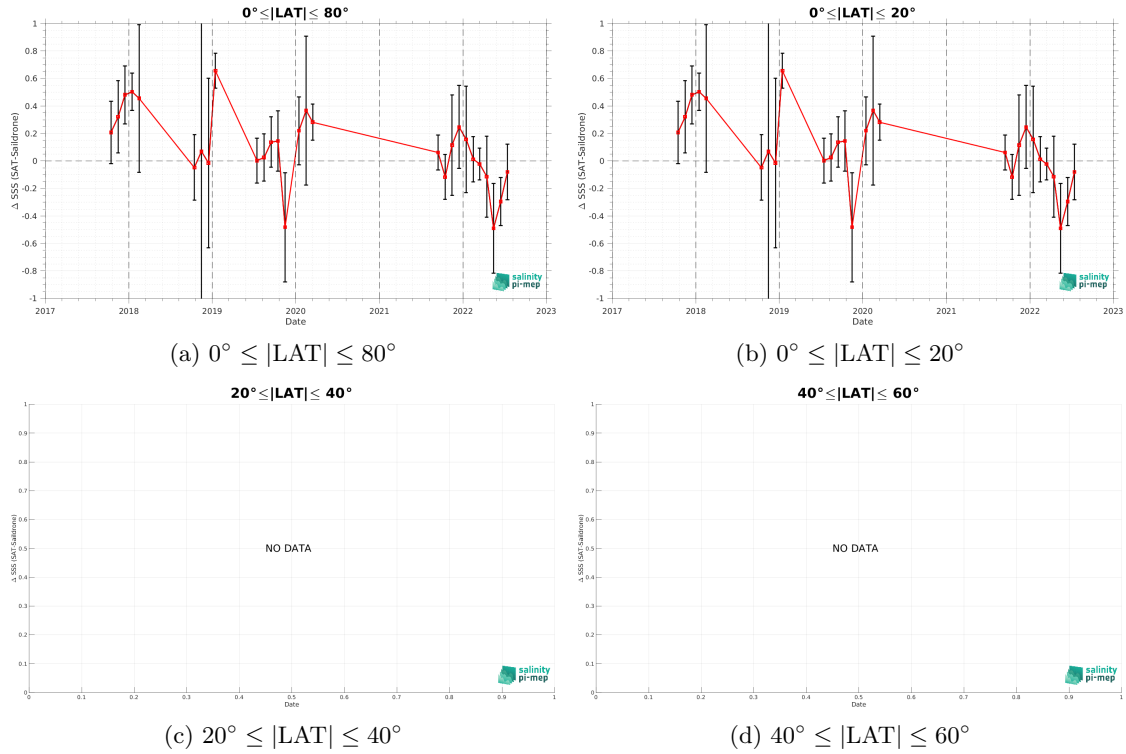 0°≤|LAT|≤ 80°
1
0.8
0.6
0.4
0.2
0
-0.2
-0.4
-0.6
-0.8
-1
Δ SSS (SAT-Saildrone)
2017 2018 2019 2020 2021 2022 2023
Date
salinity
pi-mep
(a) 0° ≤ |LAT| ≤ 80°
0°≤|LAT|≤ 20°
1
0.8
0.6
0.4
0.2
0
-0.2
-0.4
-0.6
-0.8
-1
Δ SSS (SAT-Saildrone)
2017 2018 2019 2020 2021 2022 2023
Date
salinity
pi-mep
(b) 0° ≤ |LAT| ≤ 20°
20°≤|LAT|≤ 40°
1
0.9
0.8
0.7
0.6
0.5
0.4
0.3
0.2
0.1
0
Δ SSS (SAT-Saildrone)
NO DATA
0 0.1 0.2 0.3 0.4 0.5 0.6 0.7 0.8 0.9 1
Date
salinity
pi-mep
(c) 20° ≤ |LAT| ≤ 40°
40°≤|LAT|≤ 60°
1
0.9
0.8
0.7
0.6
0.5
0.4
0.3
0.2
0.1
0
Δ SSS (SAT-Saildrone)
NO DATA
0 0.1 0.2 0.3 0.4 0.5 0.6 0.7 0.8 0.9 1
Date
salinity
pi-mep
(d) 40° ≤ |LAT| ≤ 60°